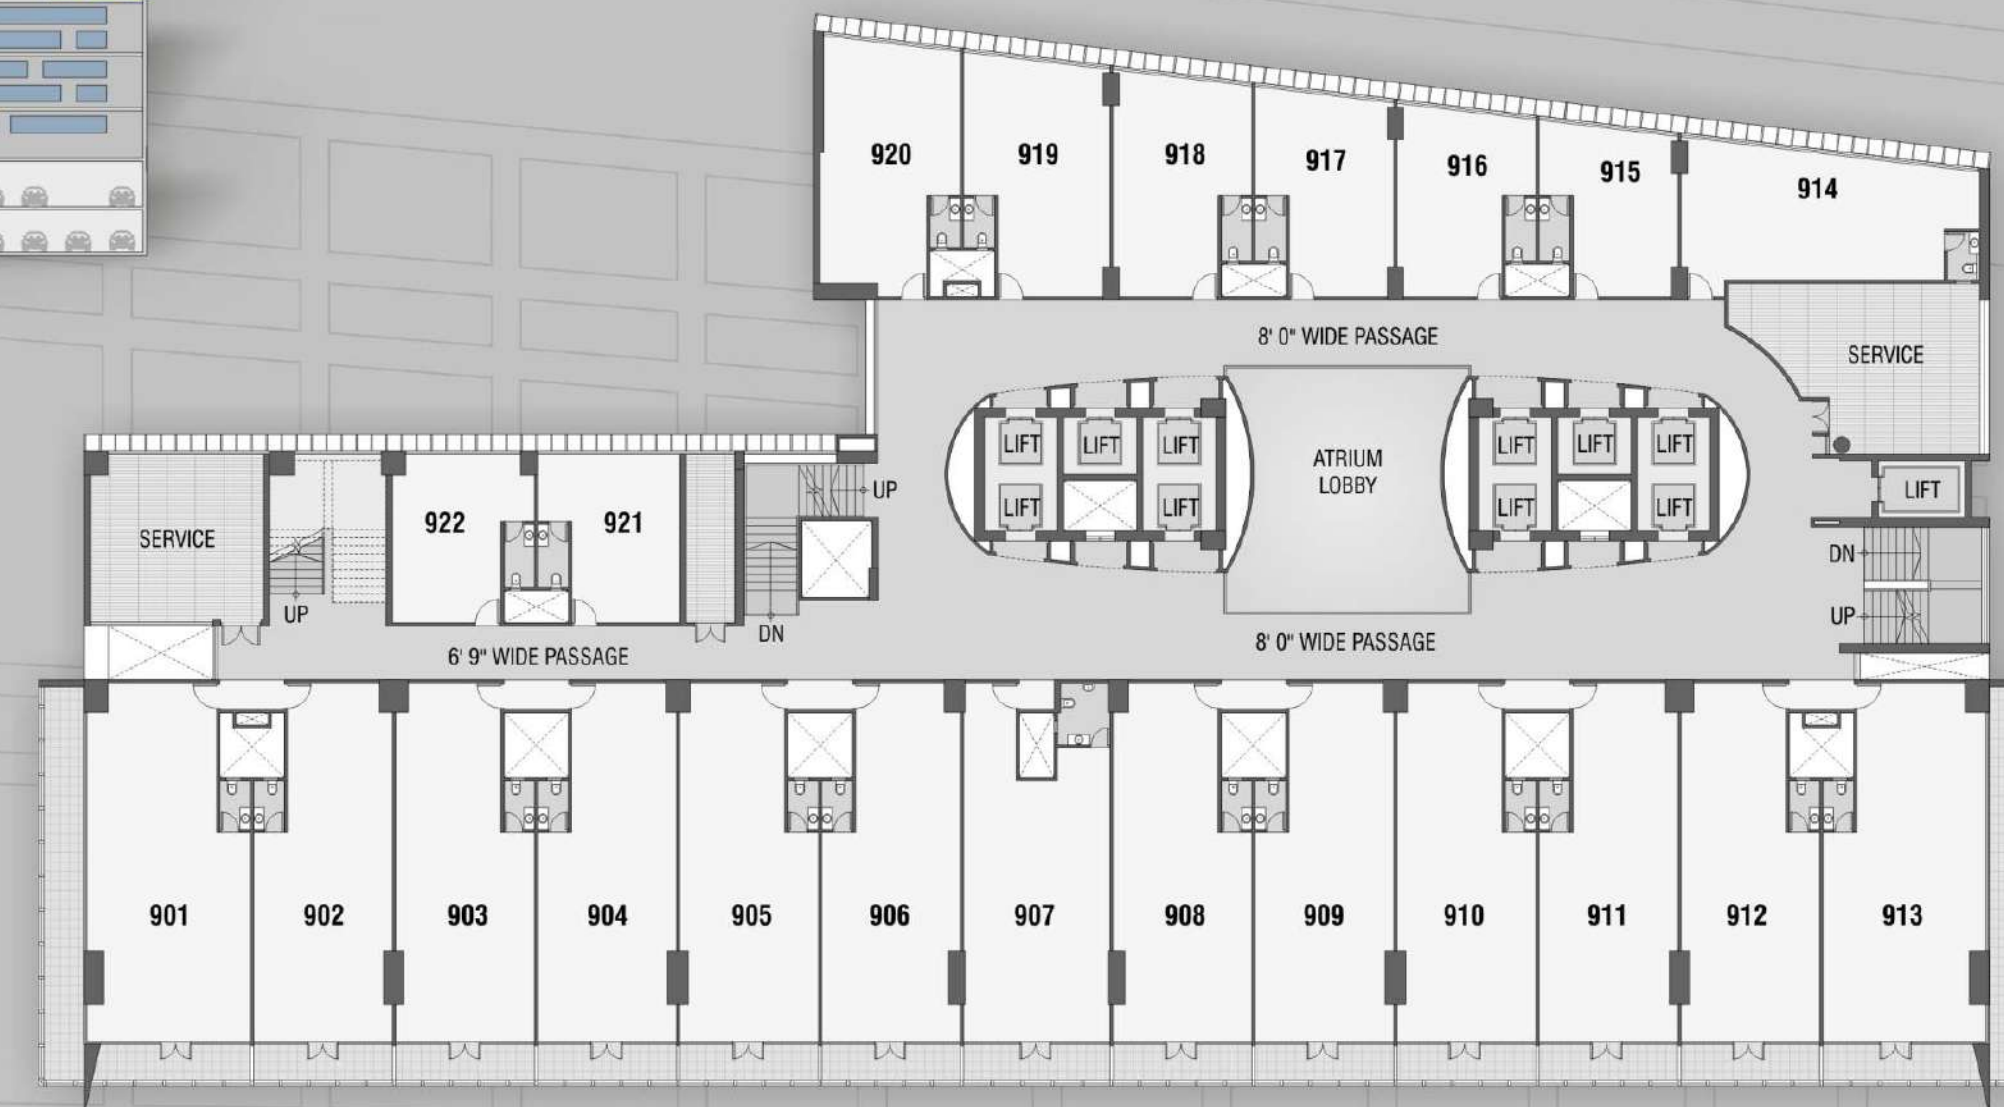 920
919
918
917
916
915
914
8' 0" WIDE PASSAGE
SERVICE
LIFT
LIFT
LIFT
LIFT
LIFT
LIFT
ATRIUM
LOBBY
LIFT
LIFT
LIFT
LIFT
LIFT
UP
SERVICE
922
921
DN
UP
UP
DN
6' 9" WIDE PASSAGE
8' 0" WIDE PASSAGE
901
902
903
904
905
906
907
908
909
910
911
912
913